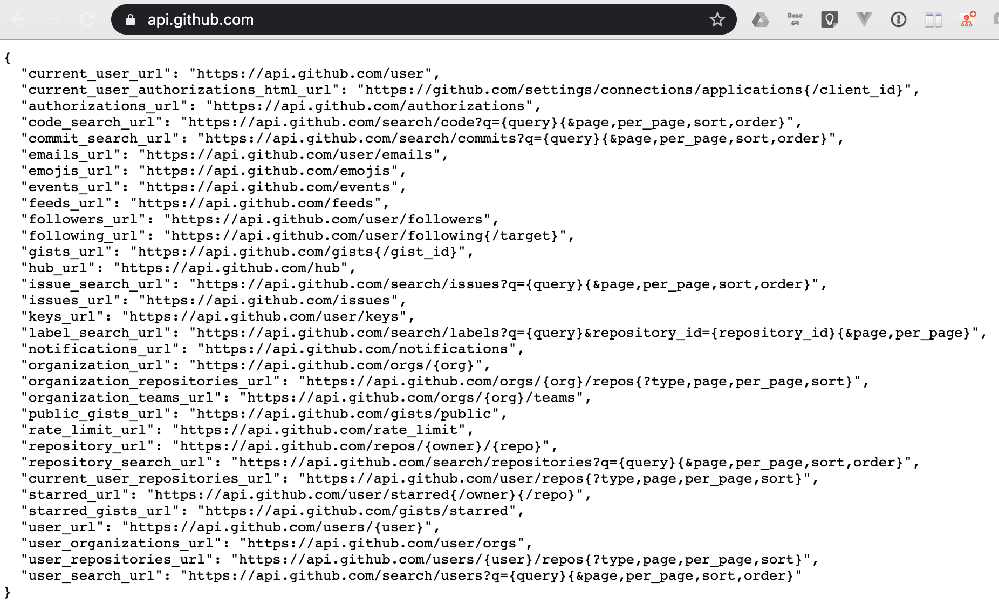 api.github.com
Base
64
{
  "current_user_url": "https://api.github.com/user",
  "current_user_authorizations_html_url": "https://github.com/settings/connections/applications{/client_id}",
  "authorizations_url": "https://api.github.com/authorizations",
  "code_search_url": "https://api.github.com/search/code?q={query}{&page,per_page,sort,order}",
  "commit_search_url": "https://api.github.com/search/commits?q={query}{&page,per_page,sort,order}",
  "emails_url": "https://api.github.com/user/emails",
  "emojis_url": "https://api.github.com/emojis",
  "events_url": "https://api.github.com/events",
  "feeds_url": "https://api.github.com/feeds",
  "followers_url": "https://api.github.com/user/followers",
  "following_url": "https://api.github.com/user/following{/target}",
  "gists_url": "https://api.github.com/gists{/gist_id}",
  "hub_url": "https://api.github.com/hub",
  "issue_search_url": "https://api.github.com/search/issues?q={query}{&page,per_page,sort,order}",
  "issues_url": "https://api.github.com/issues",
  "keys_url": "https://api.github.com/user/keys",
  "label_search_url": "https://api.github.com/search/labels?q={query}&repository_id={repository_id}{&page,per_page}",
  "notifications_url": "https://api.github.com/notifications",
  "organization_url": "https://api.github.com/orgs/{org}",
  "organization_repositories_url": "https://api.github.com/orgs/{org}/repos{?type,page,per_page,sort}",
  "organization_teams_url": "https://api.github.com/orgs/{org}/teams",
  "public_gists_url": "https://api.github.com/gists/public",
  "rate_limit_url": "https://api.github.com/rate_limit",
  "repository_url": "https://api.github.com/repos/{owner}/{repo}",
  "repository_search_url": "https://api.github.com/search/repositories?q={query}{&page,per_page,sort,order}",
  "current_user_repositories_url": "https://api.github.com/user/repos{?type,page,per_page,sort}",
  "starred_url": "https://api.github.com/user/starred{/owner}{/repo}",
  "starred_gists_url": "https://api.github.com/gists/starred",
  "user_url": "https://api.github.com/users/{user}",
  "user_organizations_url": "https://api.github.com/user/orgs",
  "user_repositories_url": "https://api.github.com/users/{user}/repos{?type,page,per_page,sort}",
  "user_search_url": "https://api.github.com/search/users?q={query}{&page,per_page,sort,order}"
}